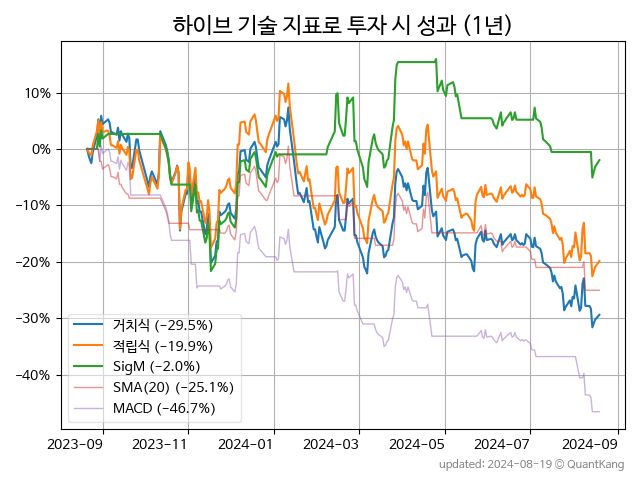 하이브 기술 지표로 투자 시 성과 (1년)
10%
0%
−10%
−20%
−30%
−40%
거치식 (−29.5%)
적립식 (−19.9%)
SigM (−2.0%)
SMA(20) (−25.1%)
MACD (−46.7%)
2023-09
2023-11
2024-01
2024-03
2024-05
2024-07
2024-09
updated: 2024-08-19 © QuantKang